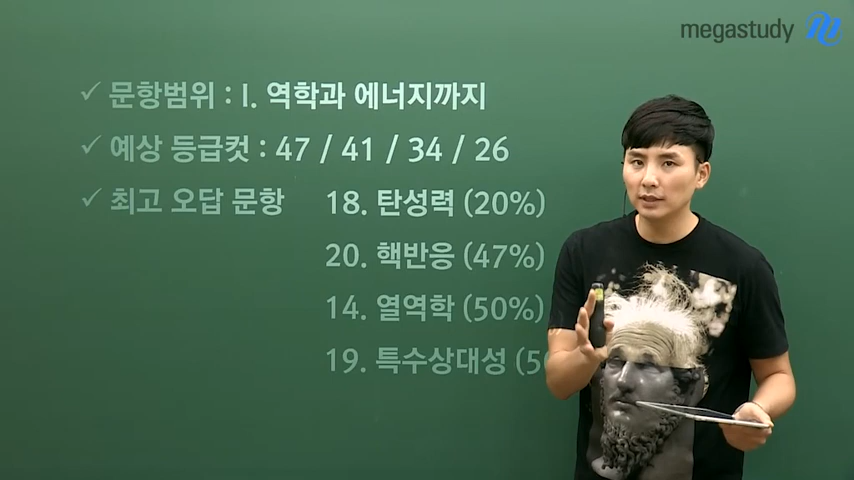 megastudy
✓ 문항범위 : I. 역학과 에너지까지
✓ 예상 등급컷 : 47 / 41 / 34 / 26
✓ 최고 오답 문항 18. 탄성력 (20%)
20. 핵반응 (47%)
14. 열역학 (50%)
19. 특수상대성